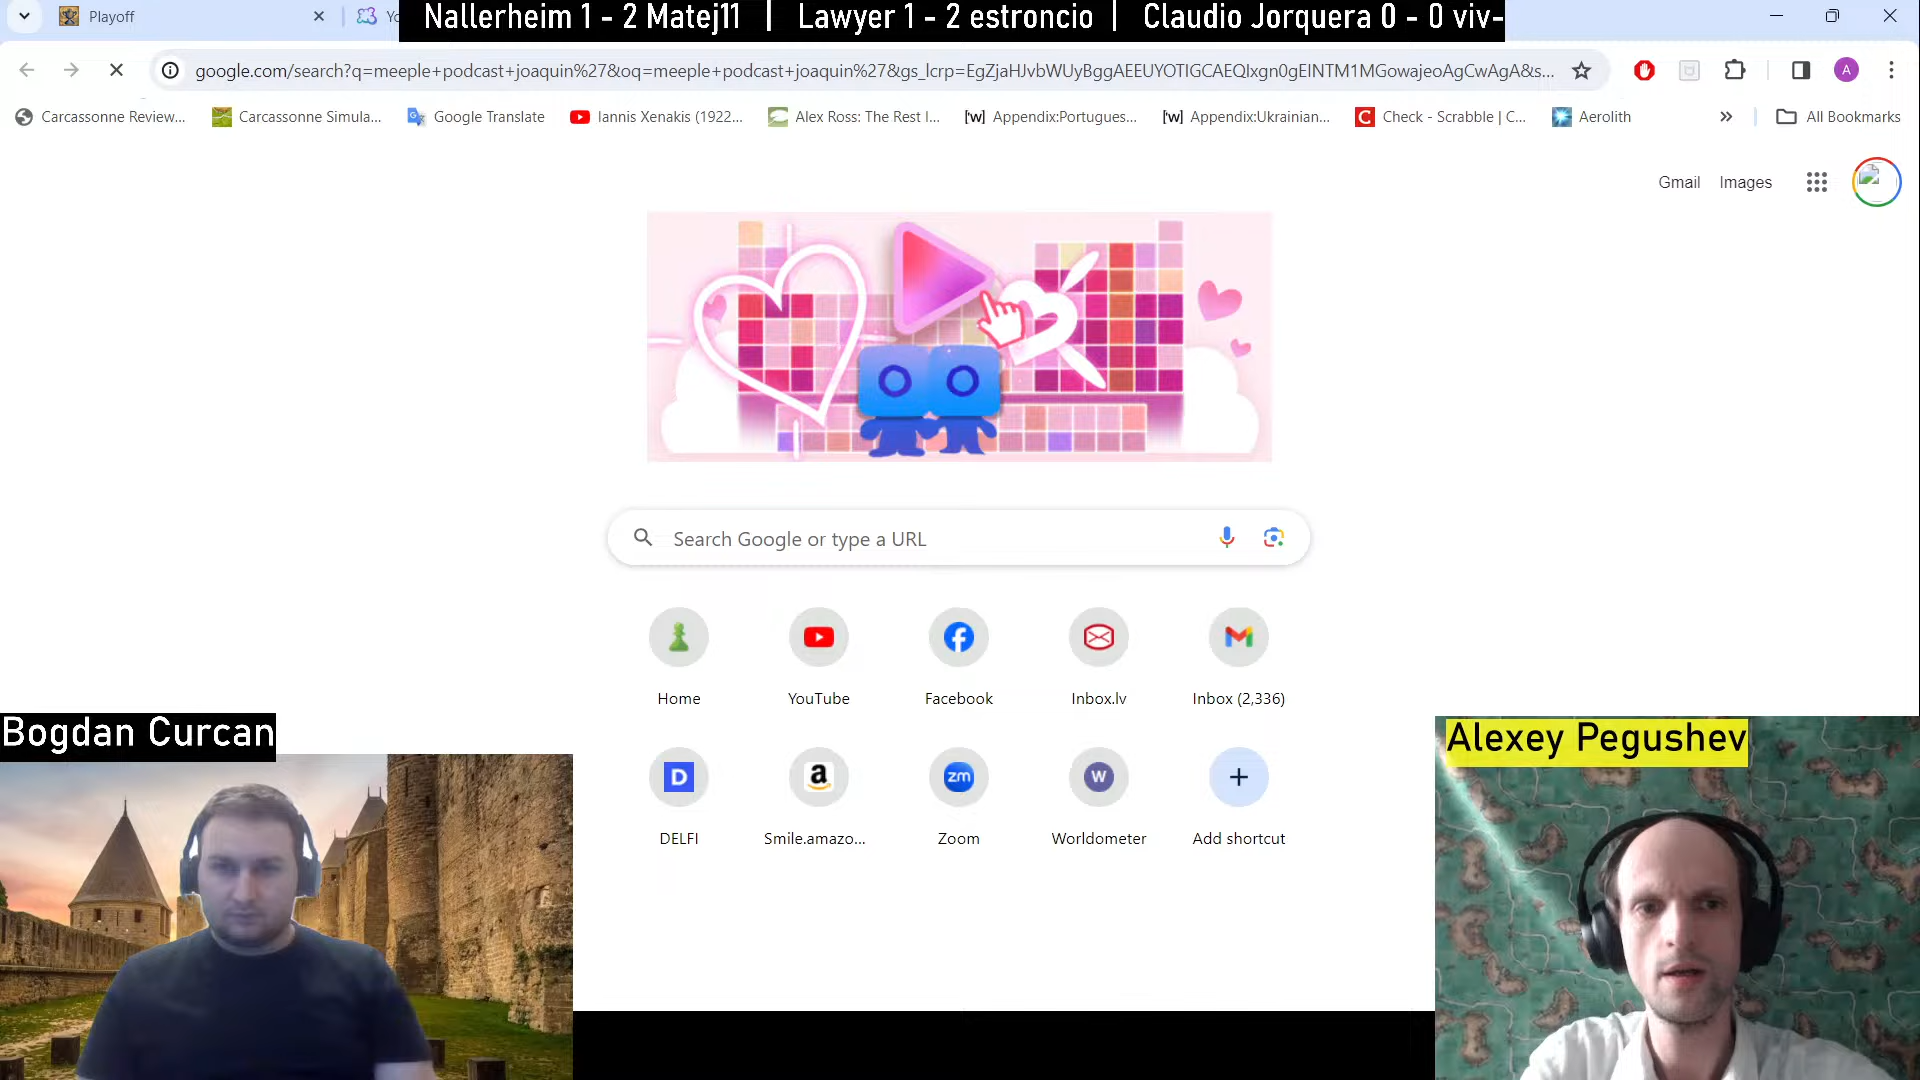 Playoff
Yo
Nallerheim 1 - 2 Matej11 | Lawyer 1 - 2 estroncio | Claudio Jorquera 0 - 0 viv-
google.com/search?q=meeple+podcast+joaquin%27&oq=meeple+podcast+joaquin%27&gs_lcrp=EgZjaHJvbWUyBggAEEUYOTIGCAEQIxgn0gEINTM1MGowajeoAgCwAgA&s...
A
Carcassonne Review...
Carcassonne Simula...
Google Translate
Iannis Xenakis (1922...
Alex Ross: The Rest I...
[w] Appendix:Portugues...
[w] Appendix:Ukrainian...
C Check - Scrabble | C...
Aerolith
All Bookmarks
Gmail
Images
Search Google or type a URL
Home
YouTube
Facebook
Inbox.lv
Inbox (2,336)
D
a
zm
W
DELFI
Smile.amazo...
Zoom
Worldometer
Add shortcut
Bogdan Curcan
Alexey Pegushev